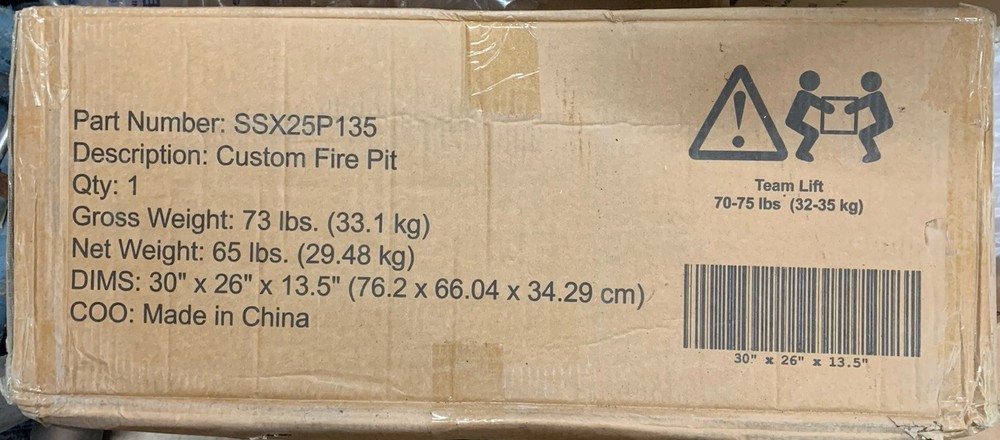 Part Number: SSX25P135
Description: Custom Fire Pit
Qty: 1
Gross Weight: 73 lbs. (33.1 kg)
Net Weight: 65 lbs. (29.48 kg)
DIMS: 30" x 26" x 13.5" (76.2 x 66.04 x 34.29 cm)
COO: Made in China
Team Lift
70-75 lbs (32-35 kg)
30" x 26" x 13.5"